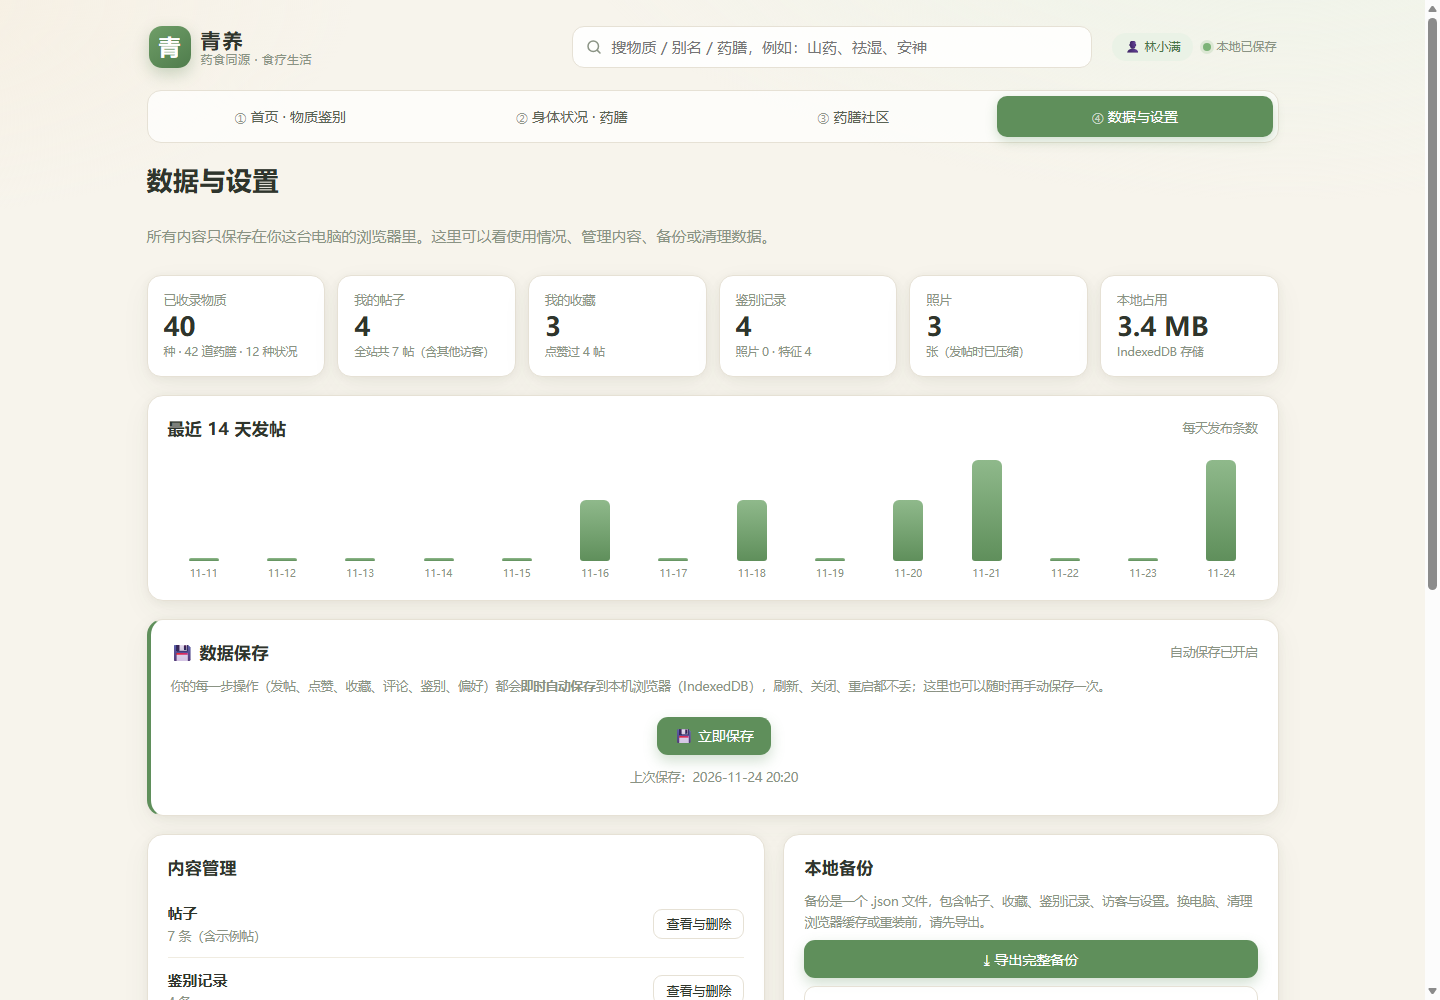 青
青养
药食同源 · 食疗生活
搜物质 / 别名 / 药膳，例如：山药、祛湿、安神
林小满
本地已保存
① 首页 · 物质鉴别
② 身体状况 · 药膳
③ 药膳社区
④ 数据与设置
数据与设置
所有内容只保存在你这台电脑的浏览器里。这里可以看使用情况、管理内容、备份或清理数据。
已收录物质
40
种 · 42 道药膳 · 12 种状况
我的帖子
4
全站共 7 帖（含其他访客）
我的收藏
3
点赞过 4 帖
鉴别记录
4
照片 0 · 特征 4
照片
3
张（发帖时已压缩）
本地占用
3.4 MB
IndexedDB 存储
最近 14 天发帖
每天发布条数
11-11
11-12
11-13
11-14
11-15
11-16
11-17
11-18
11-19
11-20
11-21
11-22
11-23
11-24
数据保存
自动保存已开启
你的每一步操作（发帖、点赞、收藏、评论、鉴别、偏好）都会即时自动保存到本机浏览器（IndexedDB），刷新、关闭、重启都不丢；这里也可以随时再手动保存一次。
立即保存
上次保存：2026-11-24 20:20
内容管理
帖子
7 条（含示例帖）
查看与删除
鉴别记录
查看与删除
本地备份
备份是一个 .json 文件，包含帖子、收藏、鉴别记录、访客与设置。换电脑、清理
浏览器缓存或重装前，请先导出。
⤓ 导出完整备份